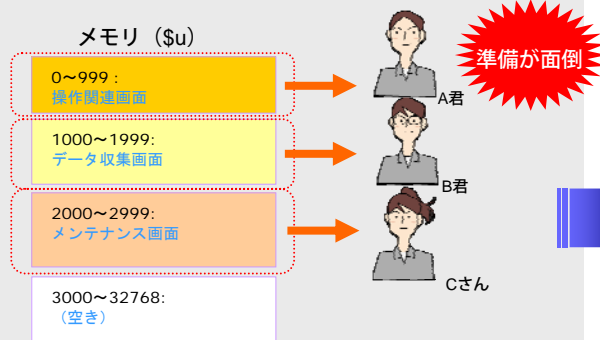 メモリ（$u）
準備が面倒
0～999：
操作関連画面
A君
1000～1999:
データ収集画面
B君
2000～2999:
メンテナンス画面
Cさん
3000～32768:
（空き）